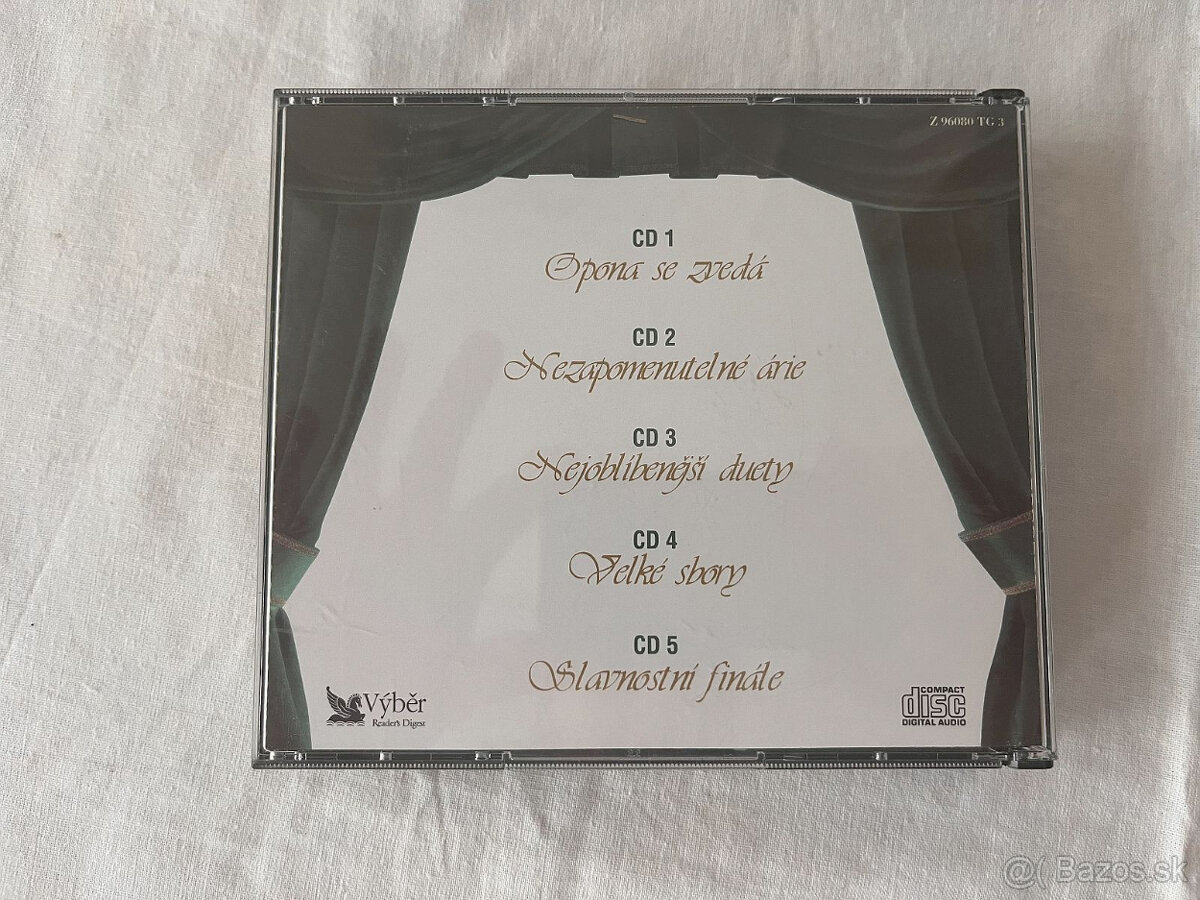 Z 96080 TG 3
CD 1
Opona se zvedá
CD 2
Nezapomenutelné árie
CD 3
Nejoblíbenější duety
CD 4
Velké sbory
CD 5
Slavnostní finále
Výběr
Reader's Digest
COMPACT
disc
DIGITAL AUDIO
@( Bazos.sk